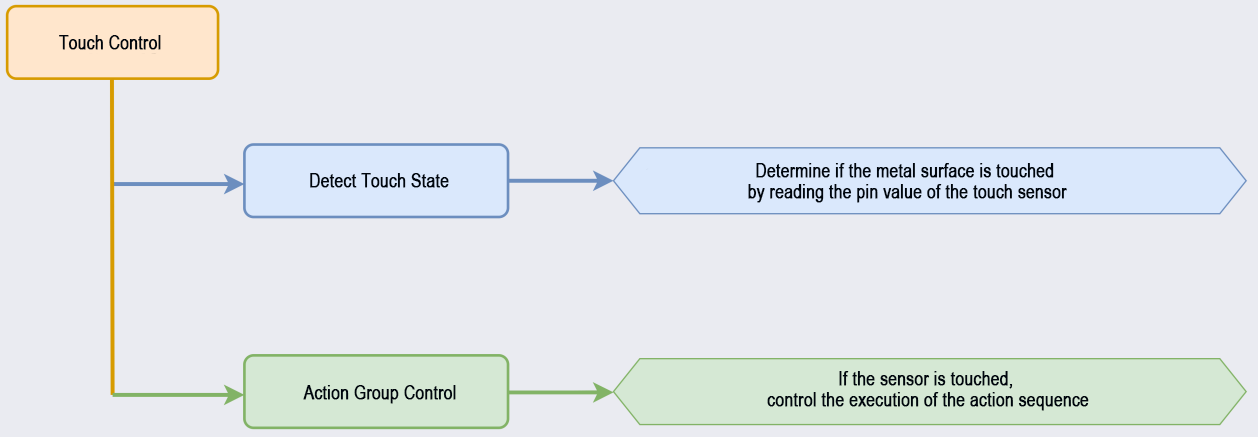 Touch Control
Detect Touch State
Determine if the metal surface is touched
by reading the pin value of the touch sensor
Action Group Control
If the sensor is touched,
control the execution of the action sequence